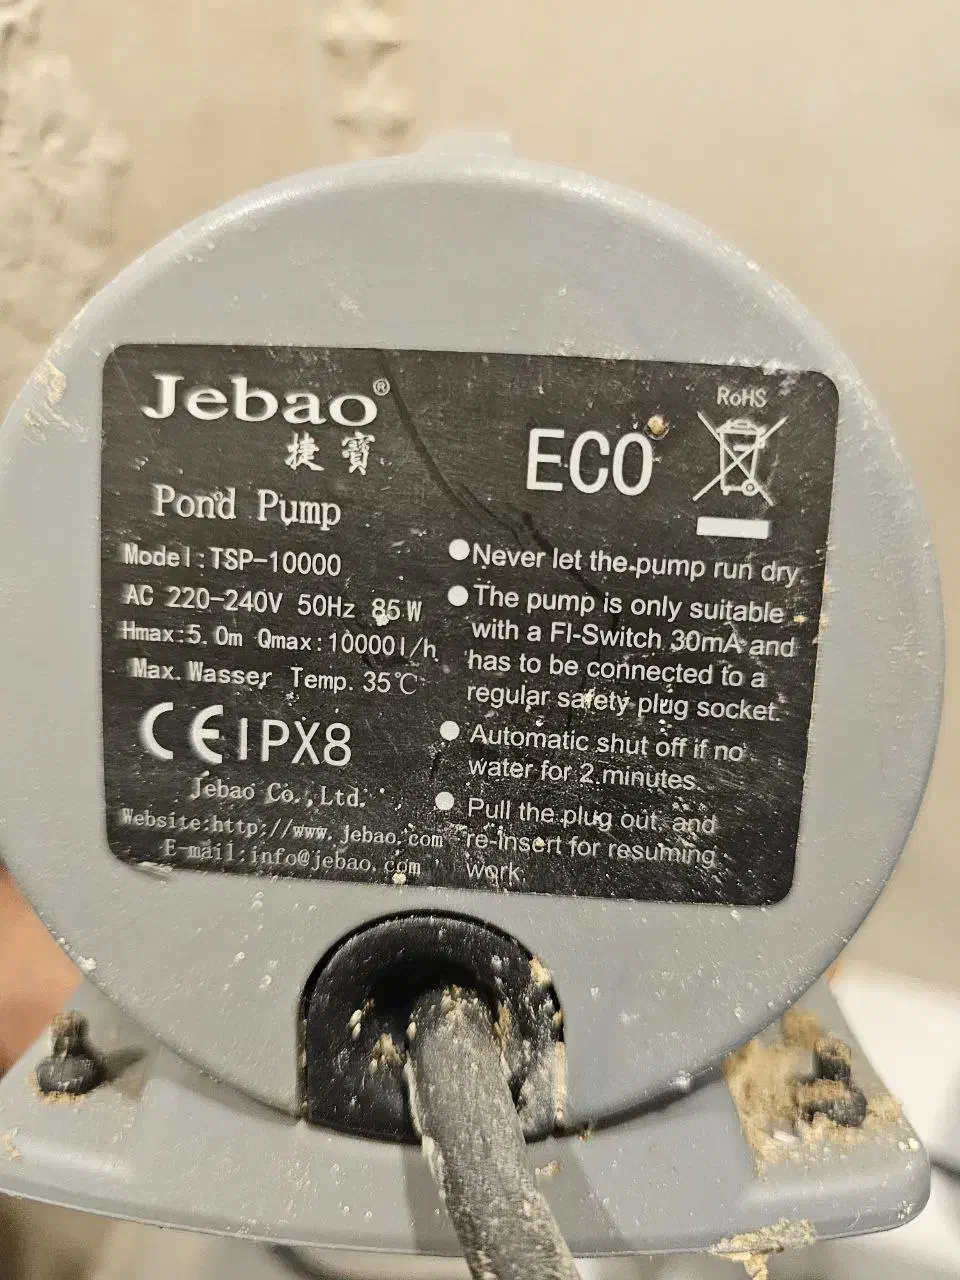 Jebao®
捷寶
Pond Pump
Model:TSP-10000
AC 220-240V 50Hz 85W
Hmax:5.0m Qmax:10000l/h
Max.Wasser Temp.35℃
CE IPX8
Jebao Co.,Ltd.
Website:http://www.jebao.com
E-mail:info@jebao.com
ECO
RoHS
●Never let the pump run dry
●The pump is only suitable
with a FI-Switch 30mA and
has to be connected to a
regular safety plug socket.
●Automatic shut off if no
water for 2 minutes.
●Pull the plug out, and
re-insert for resuming
work